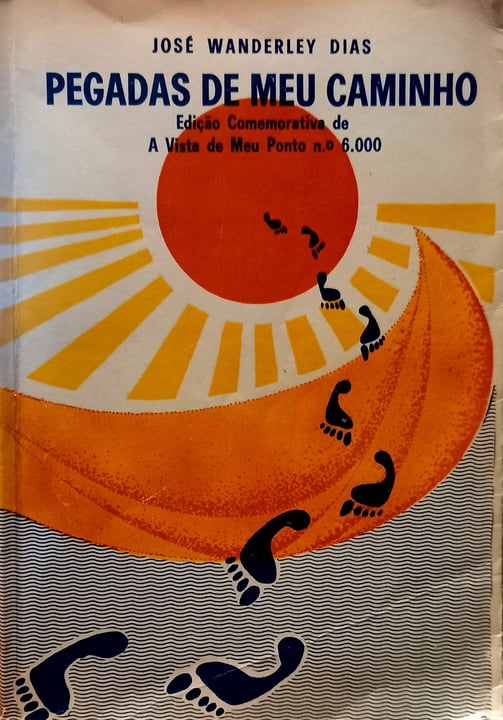 JOSÉ WANDERLEY DIAS
PEGADAS DE MEU CAMINHO
Edição Comemorativa de
A Vista de Meu Ponto n.o 6.000